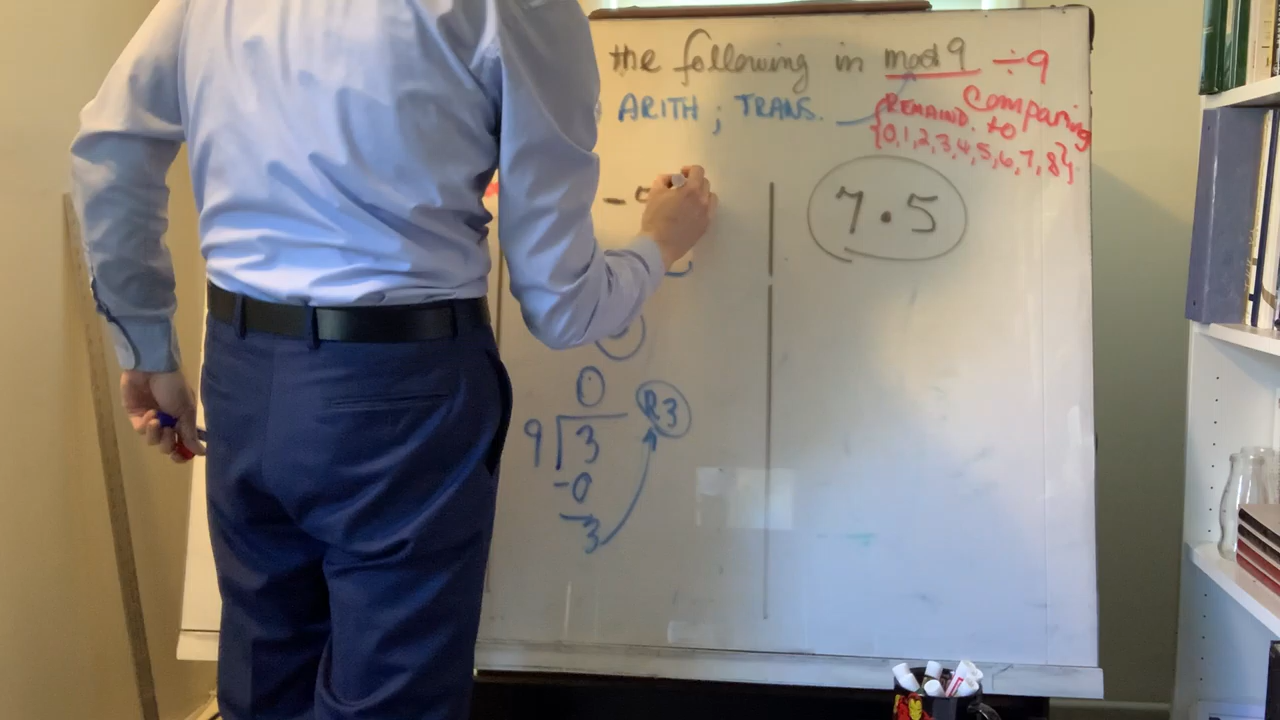 the following in mod 9 ÷9
ARITH ; TRANS. {REMAIND. Comparing to
{0,1,2,3,4,5,6,7,8}
7 · 5
0
9 3 R3
-0
3